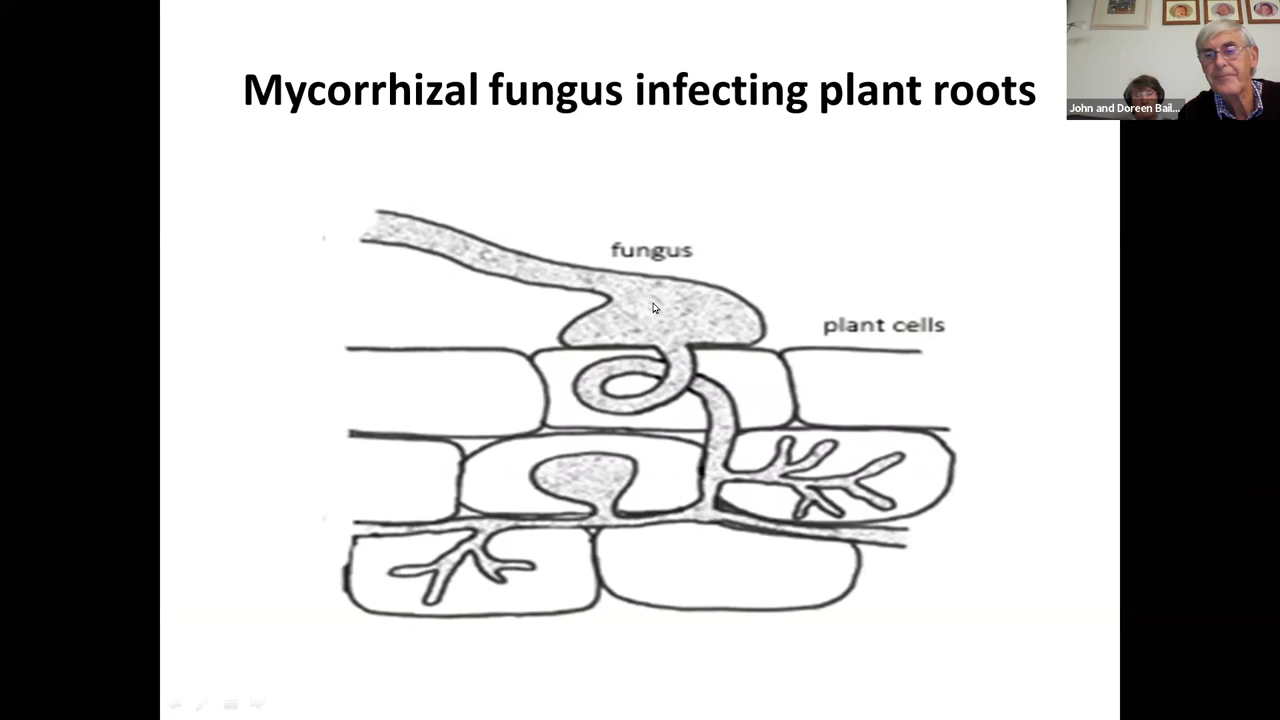 Mycorrhizal fungus infecting plant roots
John and Doreen Bail...
fungus
plant cells